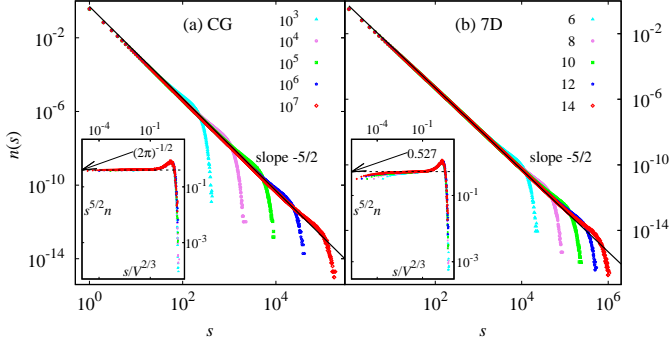 (a) CG
10^3
10^4
10^5
10^6
10^7
slope -5/2
n(s)
10^-2
10^-6
10^-10
10^-14
10^0
10^2
10^4
s
10^-4
10^-1
(2π)^-1/2
s^5/2 n
10^-1
10^-3
s/V^2/3
(b) 7D
6
8
10
12
14
slope -5/2
10^-2
10^-6
10^-10
10^-14
10^2
10^4
10^6
s
10^-4
10^-1
0.527
s^5/2 n
10^-1
10^-3
s/V^2/3